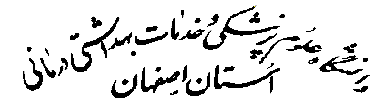 دانشگاه علوم پزشکی و خدمات بهداشتی درمانی
استان اصفهان